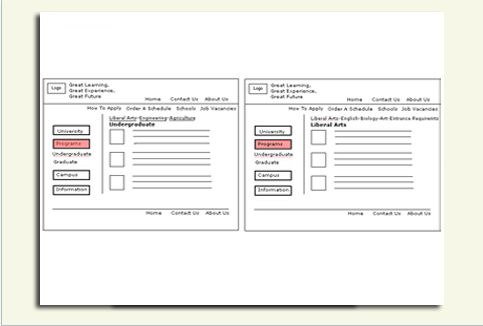 Logo
Great Learning,
Great Experience,
Great Future
Home Contact Us About Us
How To Apply Order A Schedule Schools Job Vacancies
Liberal Arts-Engineering-Agriculture
Undergraduate
University
Programs
Undergraduate
Graduate
Campus
Information
Home Contact Us About Us
Logo
Great Learning,
Great Experience,
Great Future
Home Contact Us About Us
How To Apply Order A Schedule Schools Job Vacancies
Liberal Arts-English-Biology-Art-Entrance Requirents
Liberal Arts
University
Programs
Undergraduate
Graduate
Campus
Information
Home Contact Us About Us